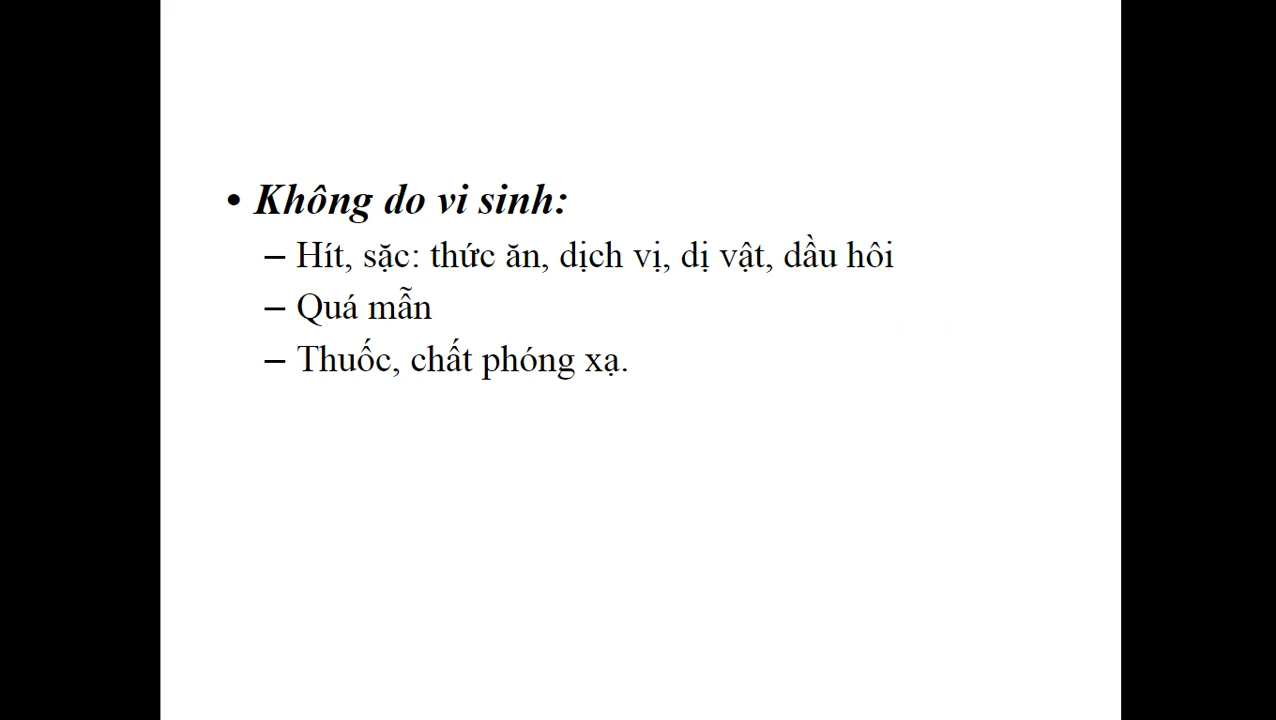 • Không do vi sinh:
– Hít, sặc: thức ăn, dịch vị, dị vật, dầu hôi
– Quá mẫn
– Thuốc, chất phóng xạ.